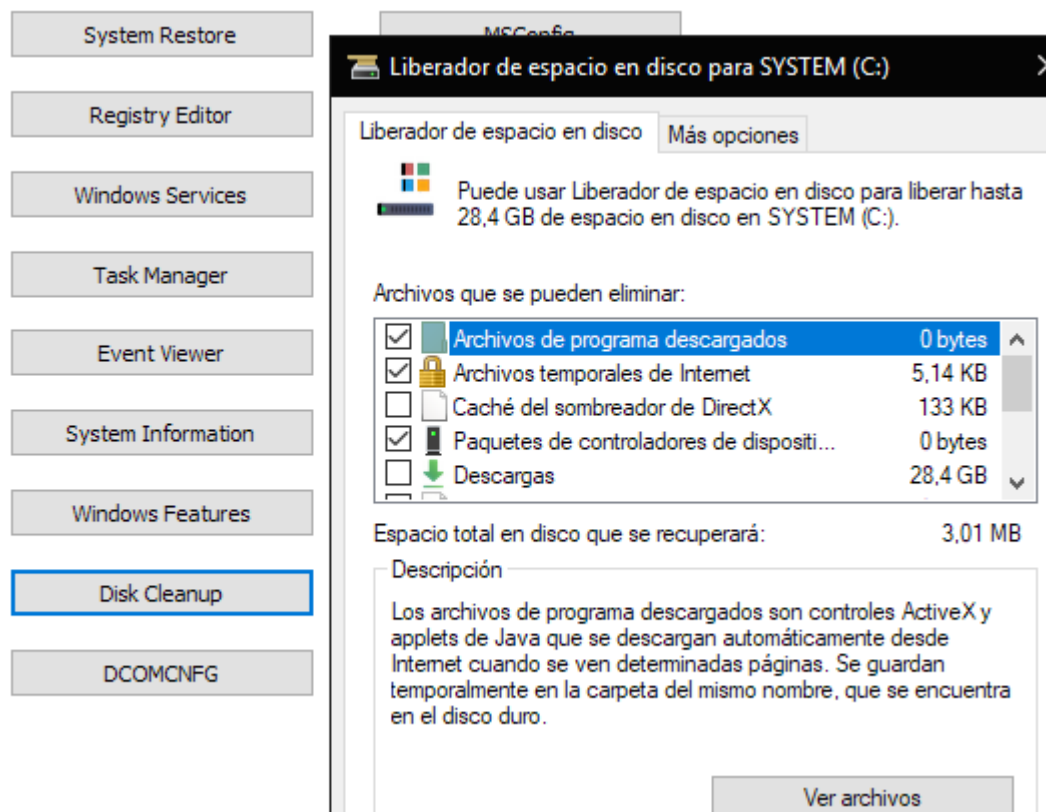 System Restore
MSConfig
Registry Editor
Windows Services
Task Manager
Event Viewer
System Information
Windows Features
Disk Cleanup
DCOMCNFG
Liberador de espacio en disco para SYSTEM (C:)
Liberador de espacio en disco
Más opciones
Puede usar Liberador de espacio en disco para liberar hasta
28,4 GB de espacio en disco en SYSTEM (C:).
Archivos que se pueden eliminar:
Archivos de programa descargados 0 bytes
Archivos temporales de Internet 5,14 KB
Caché del sombreador de DirectX 133 KB
Paquetes de controladores de dispositi... 0 bytes
Descargas 28,4 GB
Espacio total en disco que se recuperará: 3,01 MB
Descripción
Los archivos de programa descargados son controles ActiveX y
applets de Java que se descargan automáticamente desde
Internet cuando se ven determinadas páginas. Se guardan
temporalmente en la carpeta del mismo nombre, que se encuentra
en el disco duro.
Ver archivos